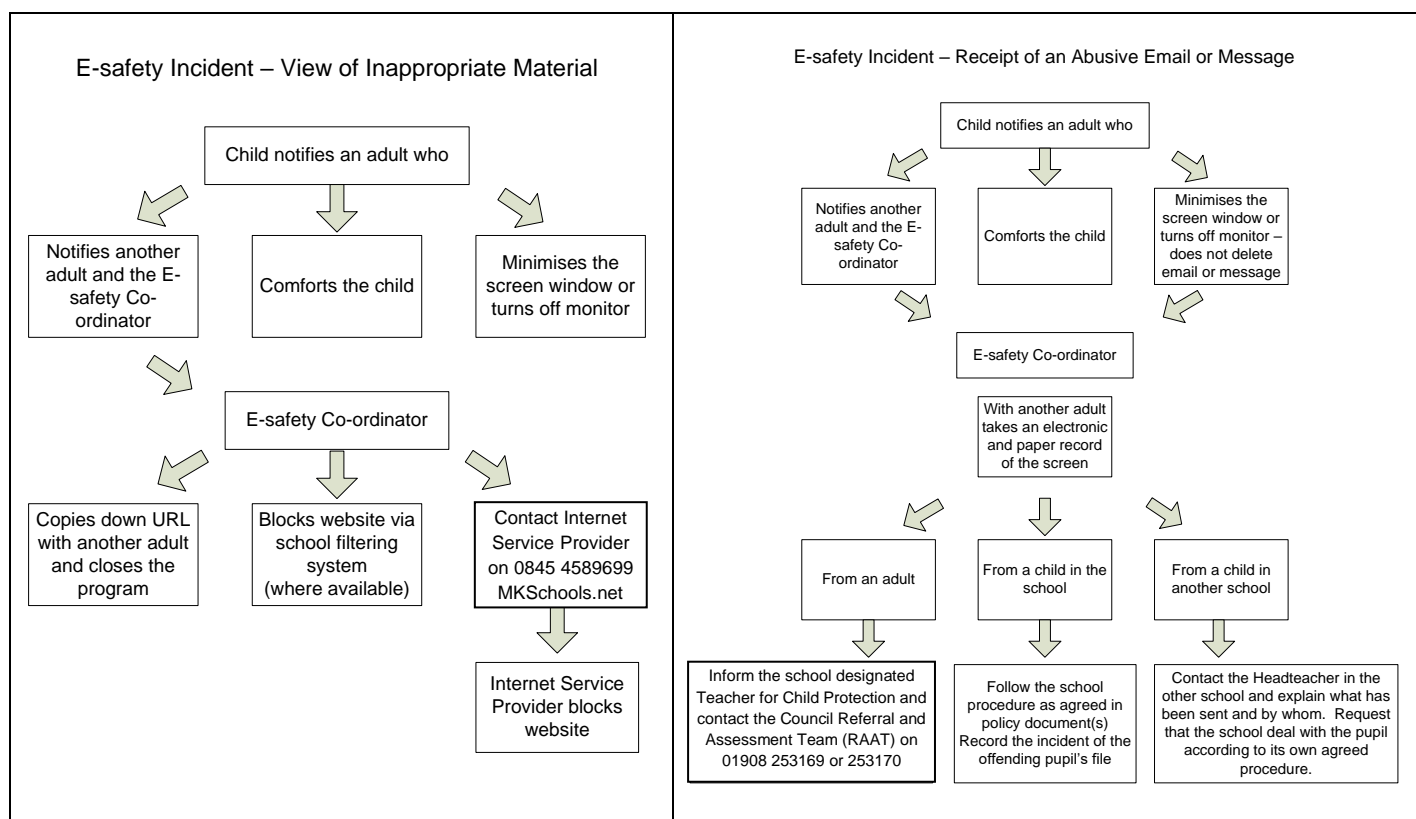 E-safety Incident – View of Inappropriate Material
Child notifies an adult who
Notifies another
adult and the E-
safety Co-
ordinator
Comforts the child
Minimises the
screen window or
turns off monitor
E-safety Co-ordinator
Copies down URL
with another adult
and closes the
program
Blocks website via
school filtering
system
(where available)
Contact Internet
Service Provider
on 0845 4589699
MKSchools.net
Internet Service
Provider blocks
website
E-safety Incident – Receipt of an Abusive Email or Message
Child notifies an adult who
Notifies another
adult and the E-
safety Co-
ordinator
Comforts the child
Minimises the
screen window or
turns off monitor –
does not delete
email or message
E-safety Co-ordinator
With another adult
takes an electronic
and paper record
of the screen
From an adult
From a child in the
school
From a child in
another school
Inform the school designated
Teacher for Child Protection and
contact the Council Referral and
Assessment Team (RAAT) on
01908 253169 or 253170
Follow the school
procedure as agreed in
policy document(s)
Record the incident of the
offending pupil's file
Contact the Headteacher in the
other school and explain what has
been sent and by whom.  Request
that the school deal with the pupil
according to its own agreed
procedure.